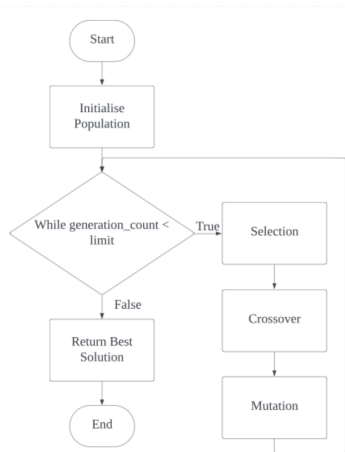 Start
Initialise
Population
While generation_count <
limit
True
Selection
False
Crossover
Return Best
Solution
Mutation
End